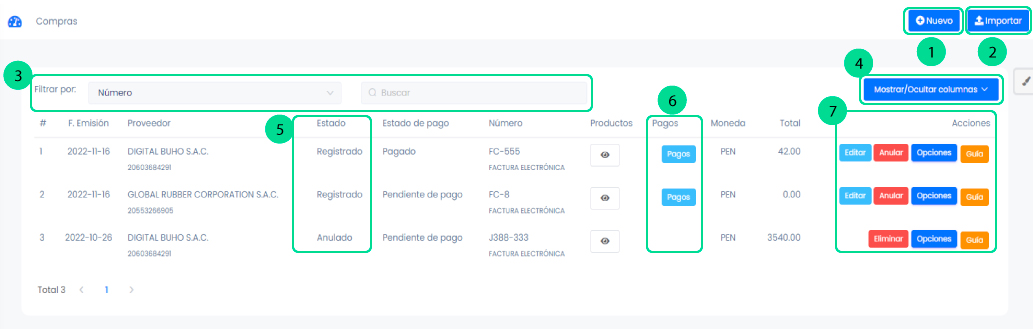 Compras
Nuevo
Importar
1
2
3
4
Filtrar por:
Número
Buscar
Mostrar/Ocultar columnas
5
6
7
# F. Emisión Proveedor Estado Estado de pago Número Productos Pagos Moneda Total Acciones
1 2022-11-16 DIGITAL BUHO S.A.C. Registrado Pagado FC-555 Pagos PEN 42.00 Editar Anular Opciones Guía
20603684291 FACTURA ELECTRÓNICA
2 2022-11-16 GLOBAL RUBBER CORPORATION S.A.C. Registrado Pendiente de pago FC-8 Pagos PEN 0.00 Editar Anular Opciones Guía
20553256905 FACTURA ELECTRÓNICA
3 2022-10-26 DIGITAL BUHO S.A.C. Anulado Pendiente de pago J388-333 PEN 3540.00 Eliminar Opciones Guía
20603684291 FACTURA ELECTRÓNICA
Total 3 < 1 >